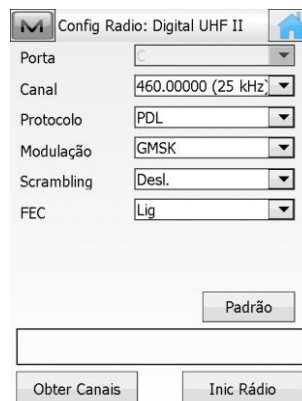 M Config Radio: Digital UHF II
Porta C
Canal 460.00000 (25 kHz)
Protocolo PDL
Modulação GMSK
Scrambling Desl.
FEC Lig
Padrão
Obter Canais Inic Rádio